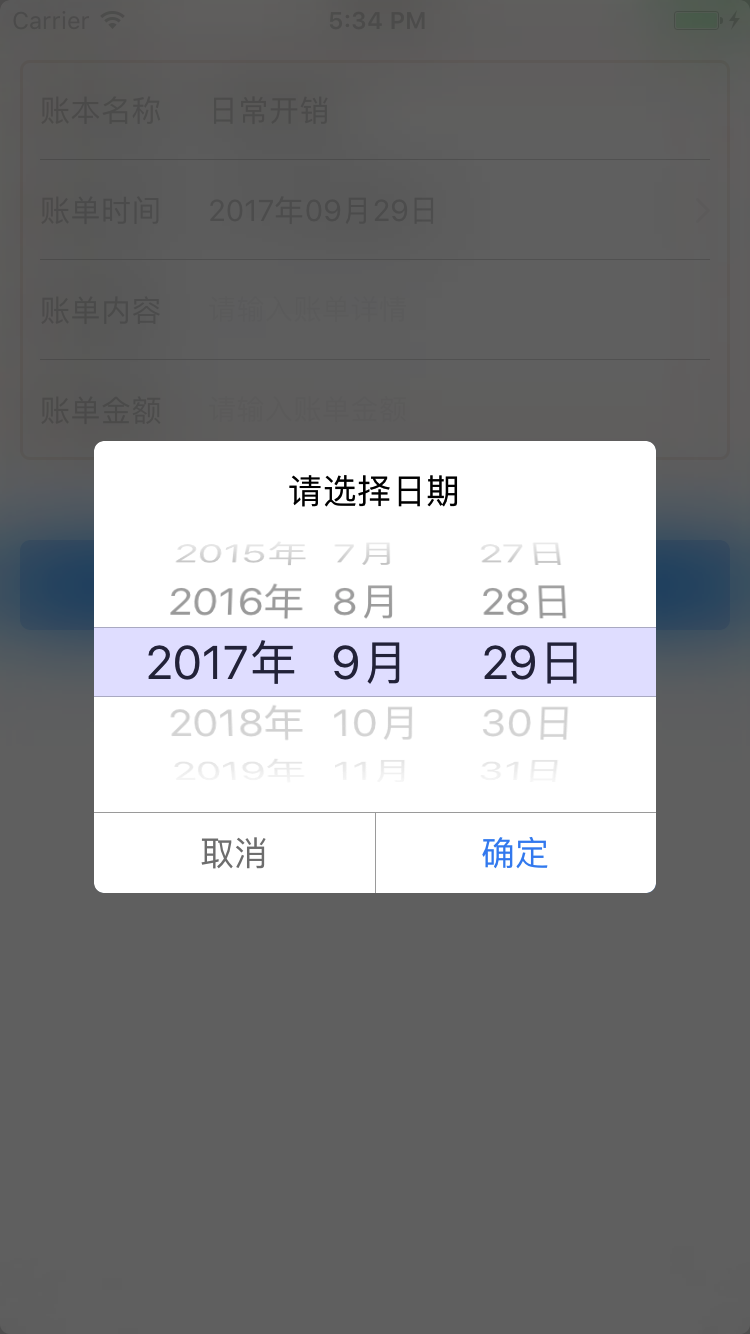 Carrier 5:34 PM
账本名称 日常开销
账单时间 2017年09月29日
账单内容 请输入账单详情
账单金额 请输入账单金额
请选择日期
2015年 7月 27日
2016年 8月 28日
2017年 9月 29日
2018年 10月 30日
2019年 11月 31日
取消 确定